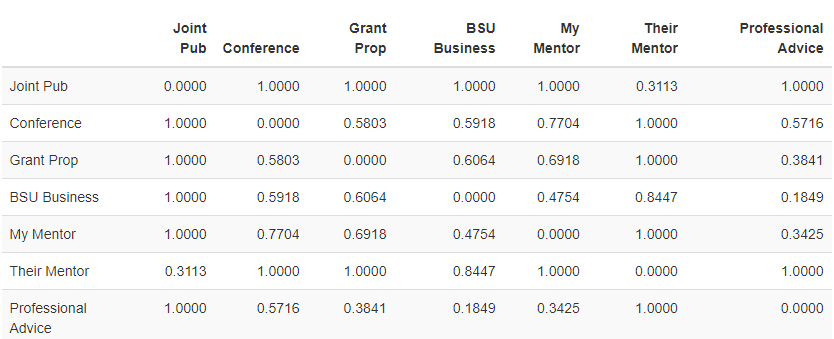 Joint Pub Conference Grant Prop BSU Business My Mentor Their Mentor Professional Advice
Joint Pub 0.0000 1.0000 1.0000 1.0000 1.0000 0.3113 1.0000
Conference 1.0000 0.0000 0.5803 0.5918 0.7704 1.0000 0.5716
Grant Prop 1.0000 0.5803 0.0000 0.6064 0.6918 1.0000 0.3841
BSU Business 1.0000 0.5918 0.6064 0.0000 0.4754 0.8447 0.1849
My Mentor 1.0000 0.7704 0.6918 0.4754 0.0000 1.0000 0.3425
Their Mentor 0.3113 1.0000 1.0000 0.8447 1.0000 0.0000 1.0000
Professional Advice 1.0000 0.5716 0.3841 0.1849 0.3425 1.0000 0.0000